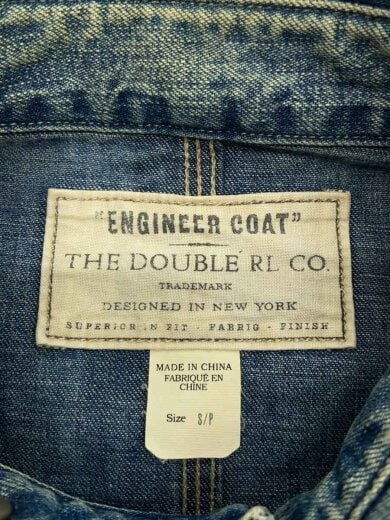 "ENGINEER COAT"
THE DOUBLE RL CO.
TRADEMARK
DESIGNED IN NEW YORK
SUPERIOR IN FIT - FABRIC - FINISH
MADE IN CHINA
FABRIQUÉ EN
CHINE
Size S/P